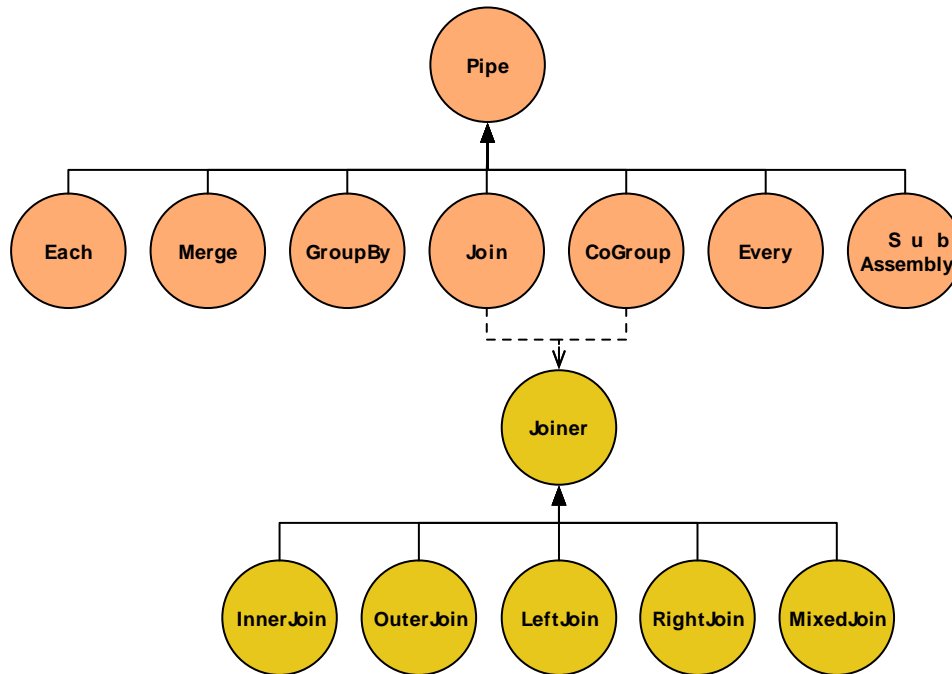 Pipe
Each
Merge
GroupBy
Join
CoGroup
Every
S u b
Assembly
Joiner
InnerJoin
OuterJoin
LeftJoin
RightJoin
MixedJoin